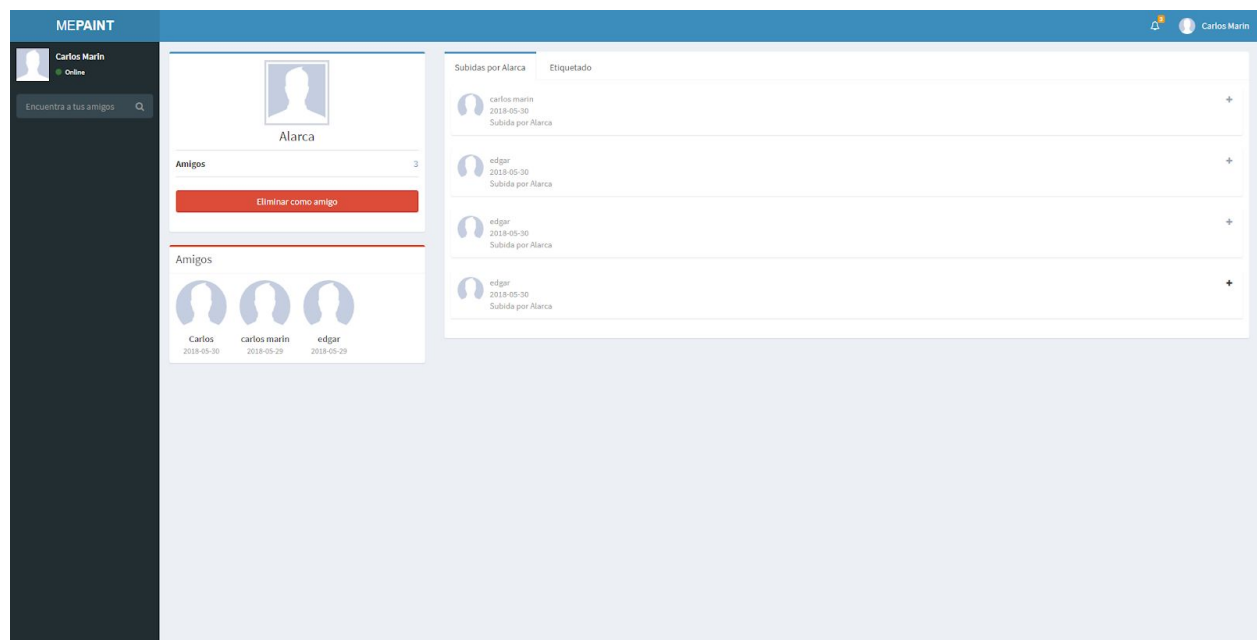 MEPAINT
3
Carlos Marin
Carlos Marin
Online
Encuentra a tus amigos
Alarca
Amigos 3
Eliminar como amigo
Amigos
Carlos carlos marin edgar
2018-05-30 2018-05-29 2018-05-29
Subidas por Alarca Etiquetado
carlos marin
2018-05-30
Subida por Alarca
edgar
2018-05-30
Subida por Alarca
edgar
2018-05-30
Subida por Alarca
edgar
2018-05-30
Subida por Alarca